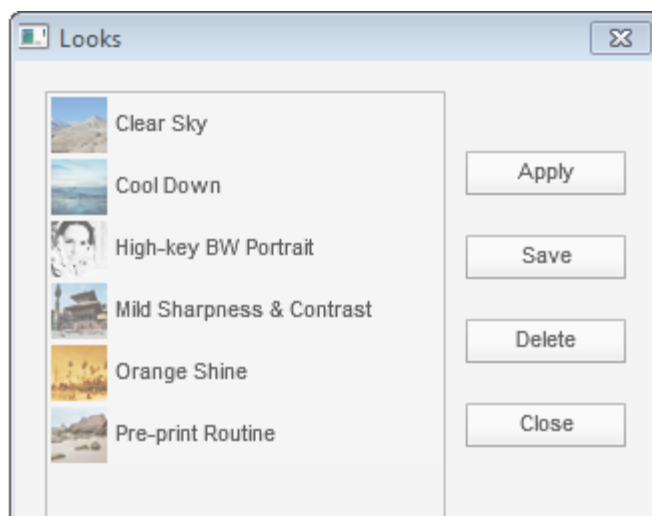 Looks
Clear Sky
Cool Down
High-key BW Portrait
Mild Sharpness & Contrast
Orange Shine
Pre-print Routine
Apply
Save
Delete
Close